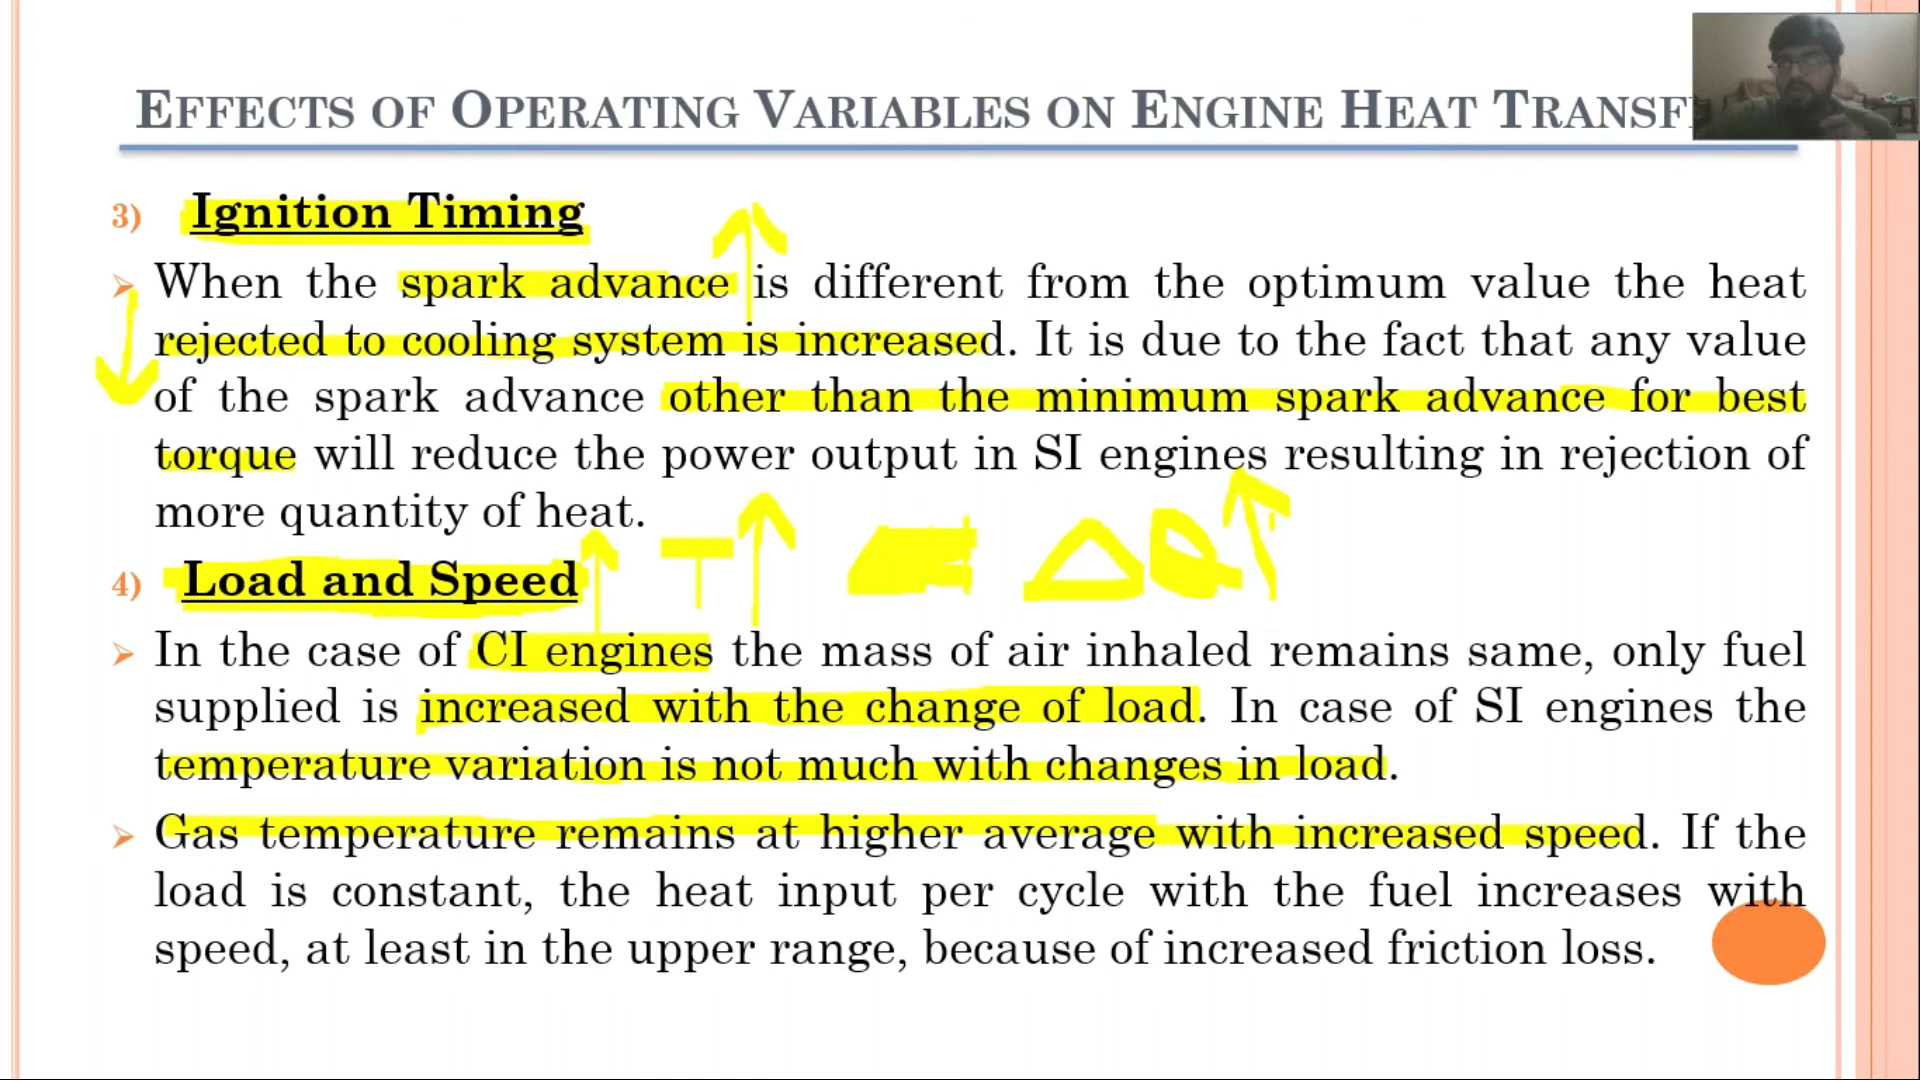 EFFECTS OF OPERATING VARIABLES ON ENGINE HEAT TRANSF
3) Ignition Timing
When the spark advance is different from the optimum value the heat
rejected to cooling system is increased. It is due to the fact that any value
of the spark advance other than the minimum spark advance for best
torque will reduce the power output in SI engines resulting in rejection of
more quantity of heat.
T ΔQ
4) Load and Speed
In the case of CI engines the mass of air inhaled remains same, only fuel
supplied is increased with the change of load. In case of SI engines the
temperature variation is not much with changes in load.
Gas temperature remains at higher average with increased speed. If the
load is constant, the heat input per cycle with the fuel increases with
speed, at least in the upper range, because of increased friction loss.